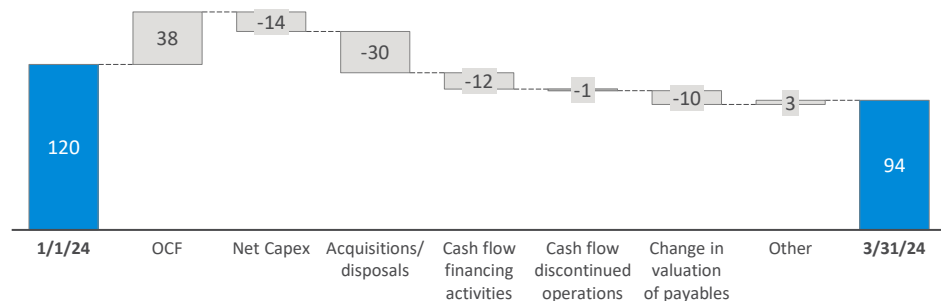 38
-14
-30
-12
-1
-10
3
120
94
1/1/24
OCF
Net Capex
Acquisitions/
disposals
Cash flow
financing
activities
Cash flow
discontinued
operations
Change in
valuation
of payables
Other
3/31/24